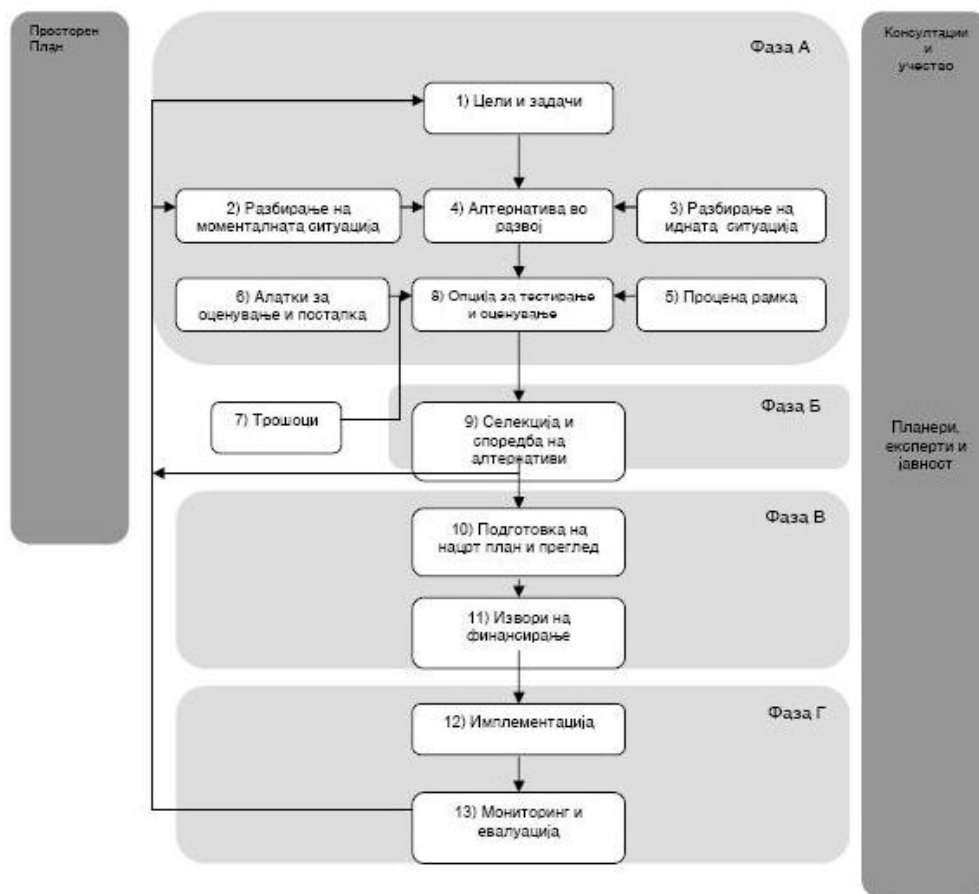 Просторен
План
Фаза А
Консултации
и
учество
1) Цели и задачи
2) Разбирање на
моменталната ситуација
4) Алтернатива во
развој
3) Разбирање на
идната ситуација
6) Алатки за
оценување и постапка
8) Опција за тестирање
и оценување
5) Процена рамка
Фаза Б
7) Трошоци
9) Селекција и
споредба на
алтернативи
Планери,
експерти и
јавност
Фаза В
10) Подготовка на
нацрт план и преглед
11) Извори на
финансирање
Фаза Г
12) Имплементација
13) Мониторинг и
евалуација